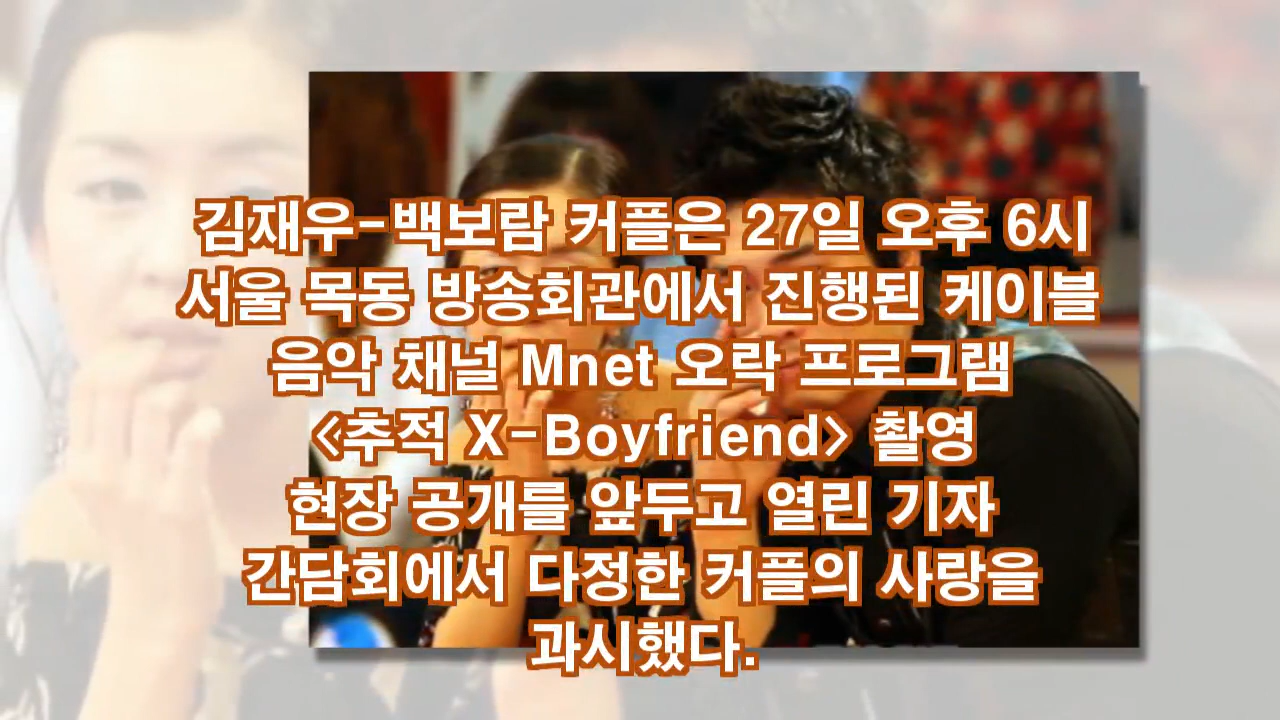 김재우-백보람 커플은 27일 오후 6시
서울 목동 방송회관에서 진행된 케이블
음악 채널 Mnet 오락 프로그램
<추적 X-Boyfriend> 촬영
현장 공개를 앞두고 열린 기자
간담회에서 다정한 커플의 사랑을
과시했다.